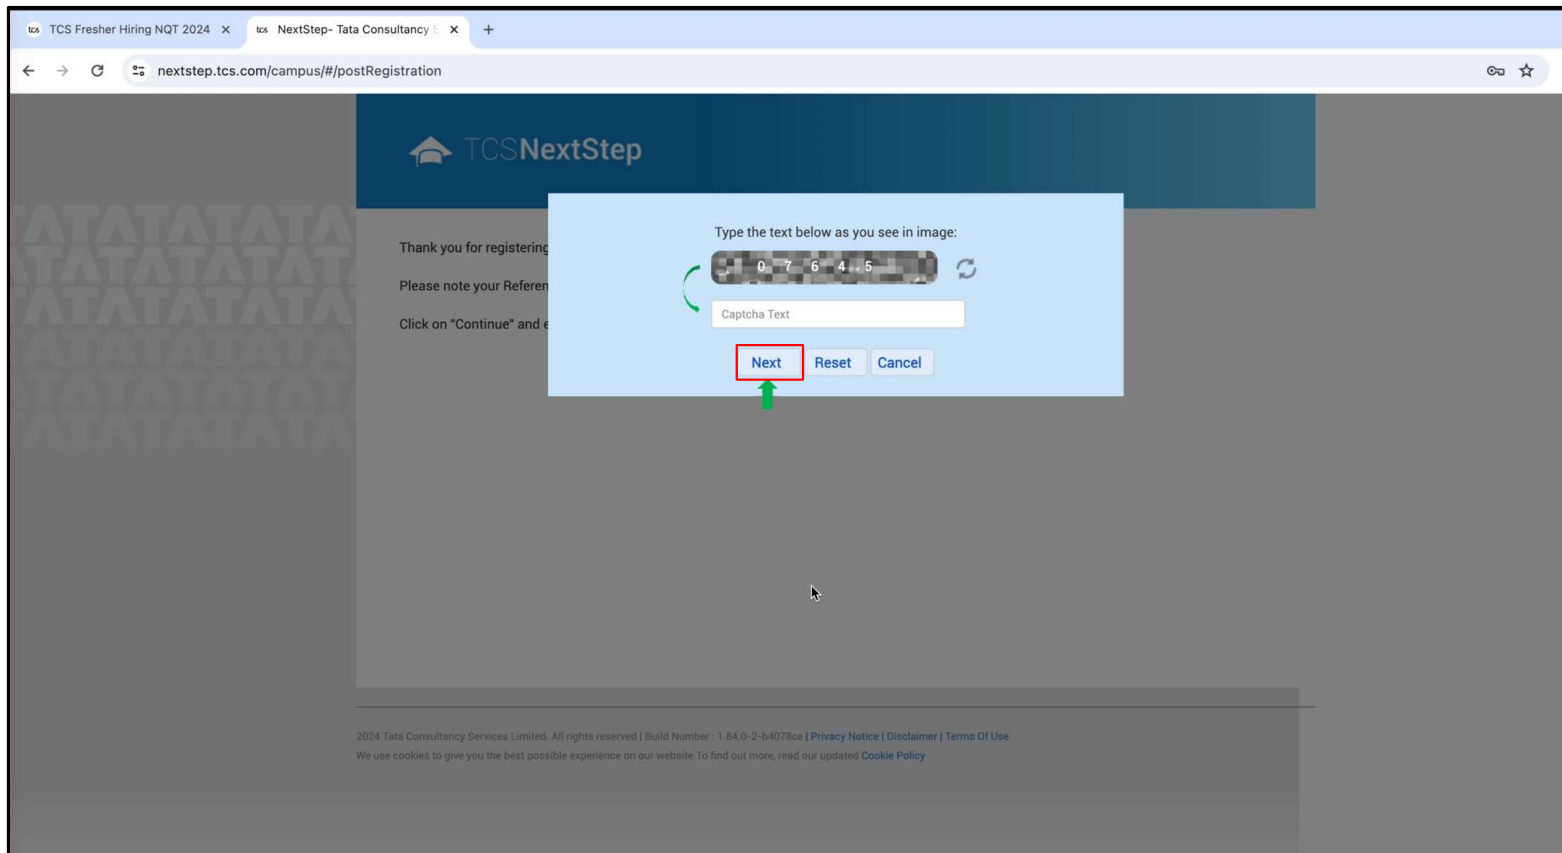 TCS Fresher Hiring NQT 2024
NextStep- Tata Consultancy S
nextstep.tcs.com/campus/#/postRegistration
TCSNextStep
Type the text below as you see in image:
Thank you for registering
0 7 6 4 5
Please note your Referen
Captcha Text
Click on "Continue" and e
Next Reset Cancel
2024 Tata Consultancy Services Limited. All rights reserved | Build Number : 1.84.0-2-b4078ce | Privacy Notice | Disclaimer | Terms Of Use
We use cookies to give you the best possible experience on our website.To find out more, read our updated Cookie Policy